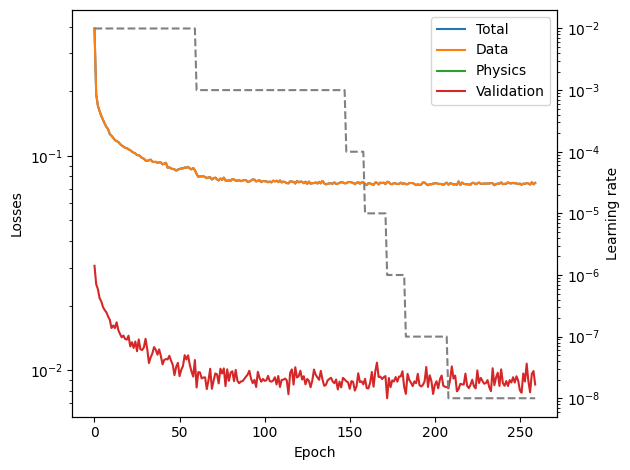 Total
Data
Physics
Validation
Losses
10^{-1}
10^{-2}
10^{-2}
10^{-3}
10^{-4}
10^{-5}
10^{-6}
10^{-7}
10^{-8}
Learning rate
0 50 100 150 200 250
Epoch